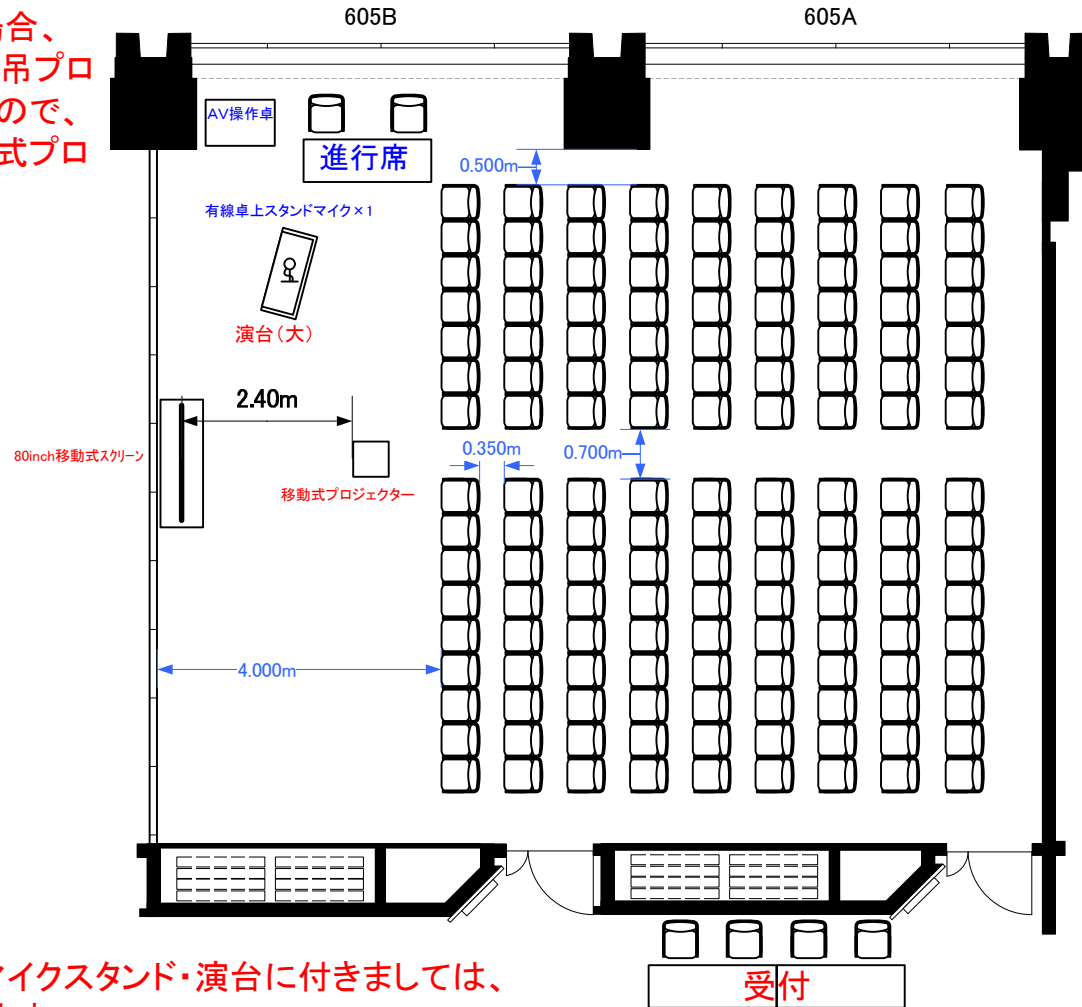 605B
605A
場合、
吊プロ
ので、
式プロ
AV操作卓
進行席
0.500m
有線卓上スタンドマイク×1
演台(大)
2.40m
80inch移動式スクリーン
移動式プロジェクター
0.350m
0.700m
4.000m
マイクスタンド・演台に付きましては、
受付